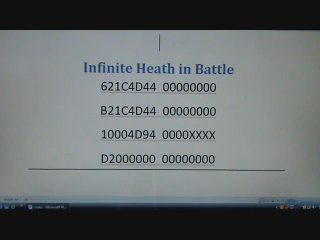 Infinite Heath in Battle
621C4D44 00000000
B21C4D44 00000000
10004D94 0000XXXX
D2000000 00000000